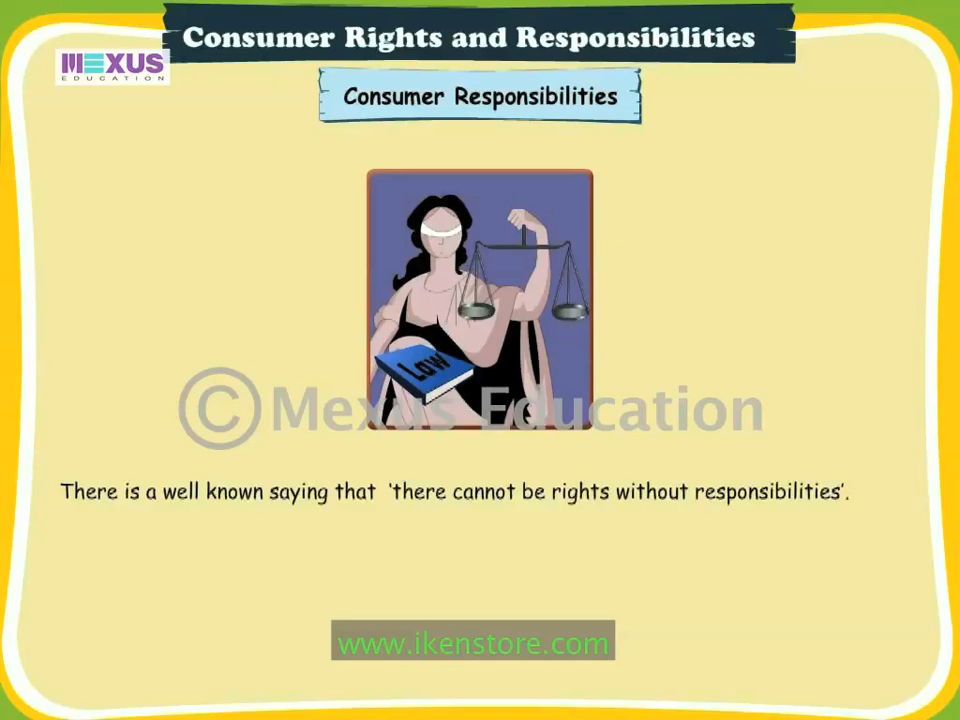 Consumer Rights and Responsibilities
MEXUS
EDUCATION
Consumer Responsibilities
Law
© Mexus Education
There is a well known saying that 'there cannot be rights without responsibilities'.
www.ikenstore.com